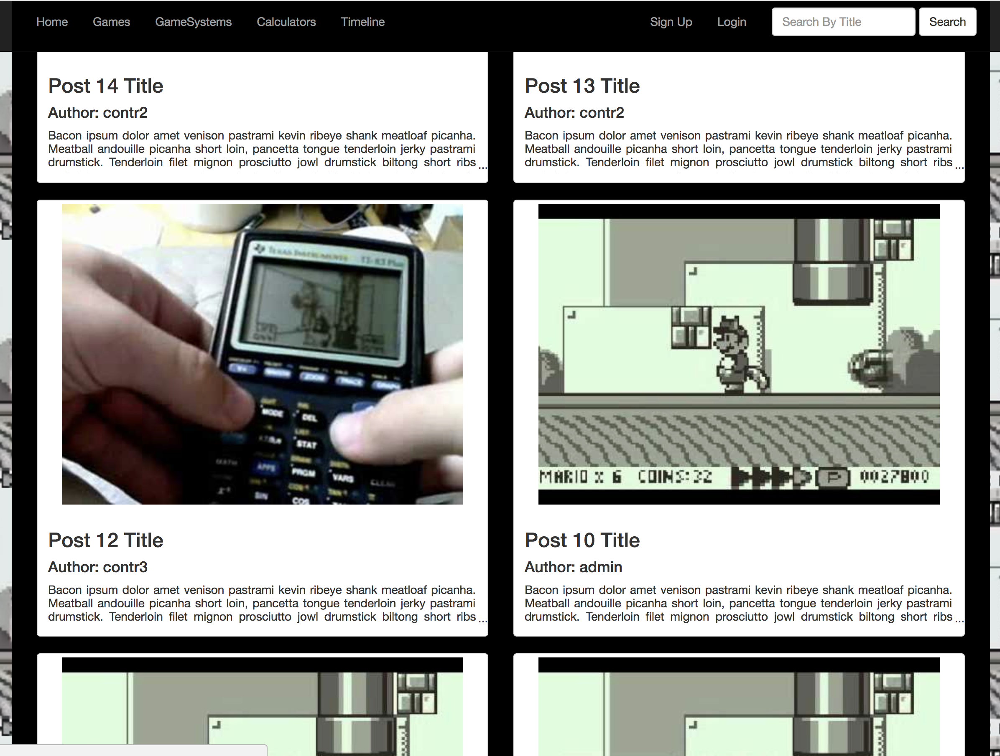 Home Games GameSystems Calculators Timeline Sign Up Login Search By Title Search
Post 14 Title
Author: contr2
Bacon ipsum dolor amet venison pastrami kevin ribeye shank meatloaf picanha.
Meatball andouille picanha short loin, pancetta tongue tenderloin jerky pastrami
drumstick. Tenderloin filet mignon prosciutto jowl drumstick biltong short ribs ...
Post 13 Title
Author: contr2
Bacon ipsum dolor amet venison pastrami kevin ribeye shank meatloaf picanha.
Meatball andouille picanha short loin, pancetta tongue tenderloin jerky pastrami
drumstick. Tenderloin filet mignon prosciutto jowl drumstick biltong short ribs ...
TEXAS INSTRUMENTS TI-83 Plus
ZOOM TRACE GRAPH
QUIT
MODE DEL
LIST
STAT
MATH APPS PRGM VARS CLEAR
SIN COS
MARIO x 6 COINS:32 P 0027800
Post 12 Title
Author: contr3
Bacon ipsum dolor amet venison pastrami kevin ribeye shank meatloaf picanha.
Meatball andouille picanha short loin, pancetta tongue tenderloin jerky pastrami
drumstick. Tenderloin filet mignon prosciutto jowl drumstick biltong short ribs ...
Post 10 Title
Author: admin
Bacon ipsum dolor amet venison pastrami kevin ribeye shank meatloaf picanha.
Meatball andouille picanha short loin, pancetta tongue tenderloin jerky pastrami
drumstick. Tenderloin filet mignon prosciutto jowl drumstick biltong short ribs ...